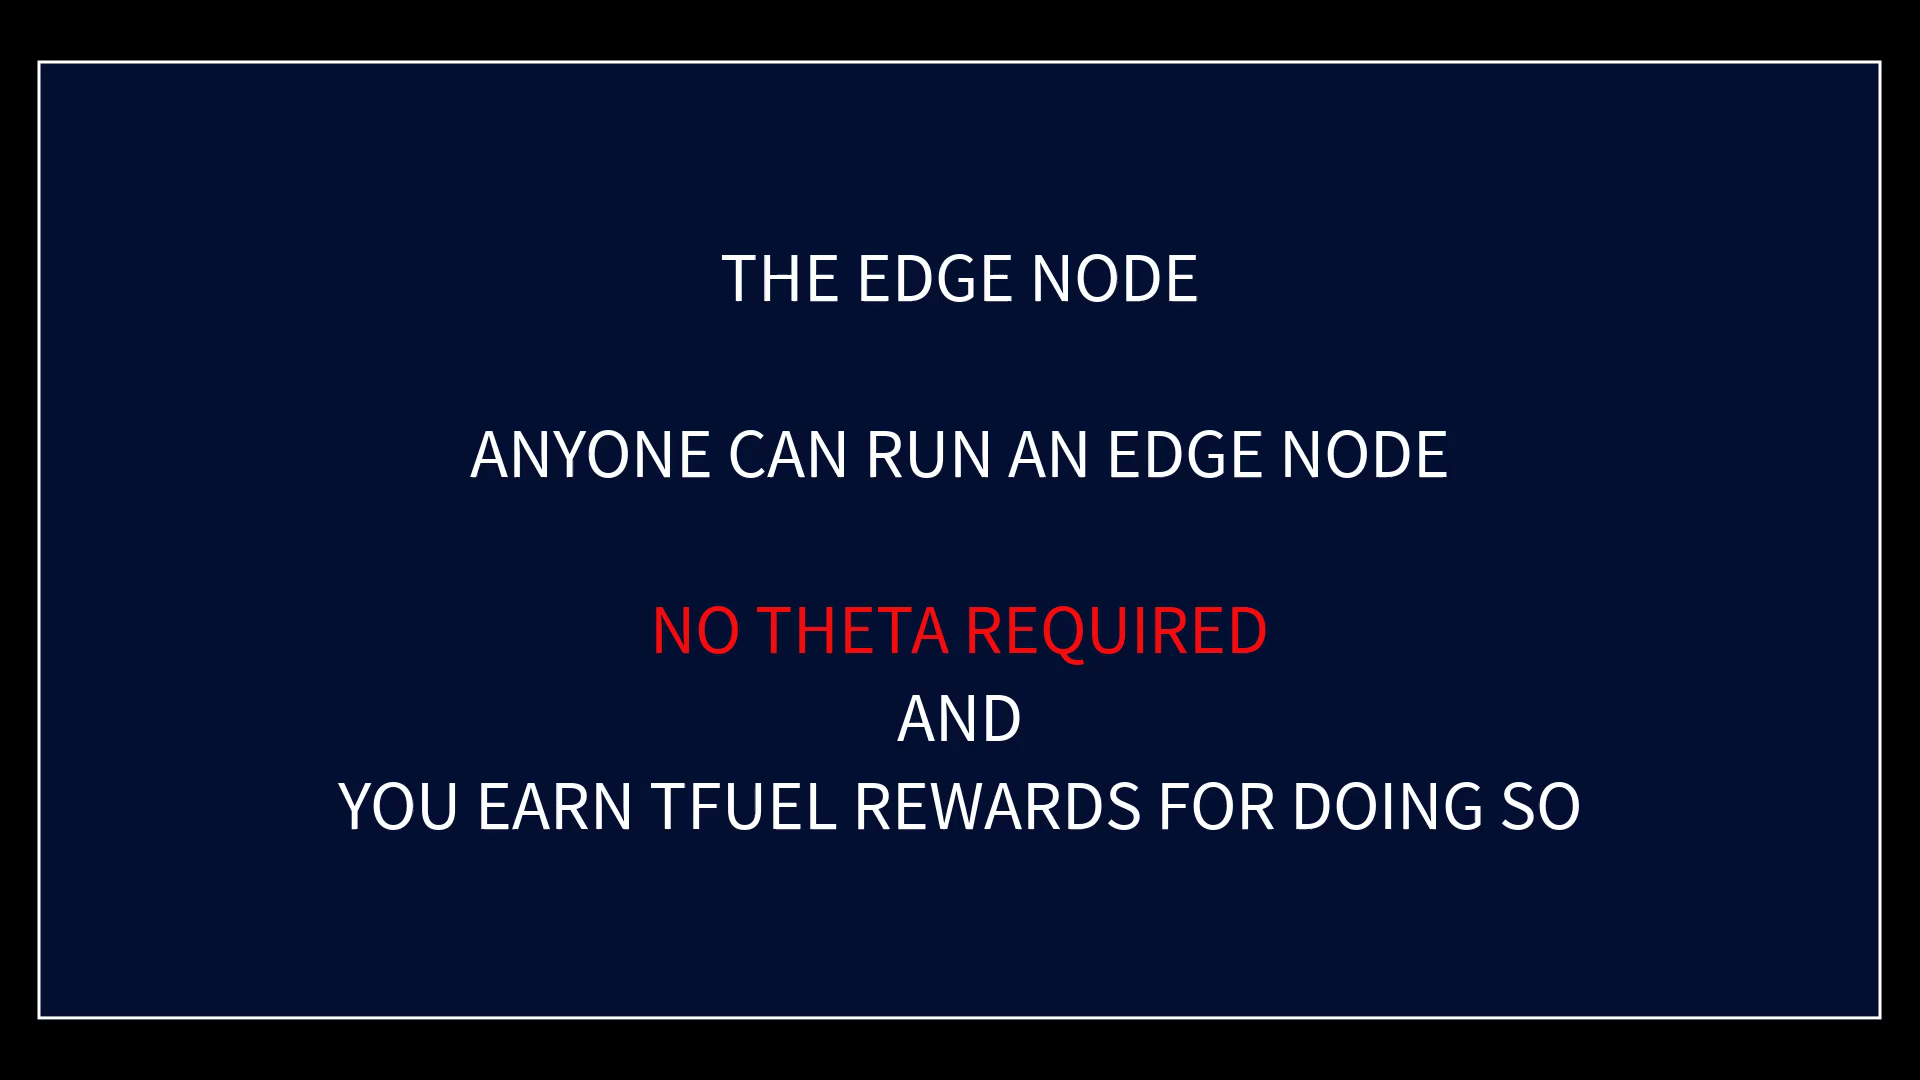 THE EDGE NODE
ANYONE CAN RUN AN EDGE NODE
NO THETA REQUIRED
AND
YOU EARN TFUEL REWARDS FOR DOING SO